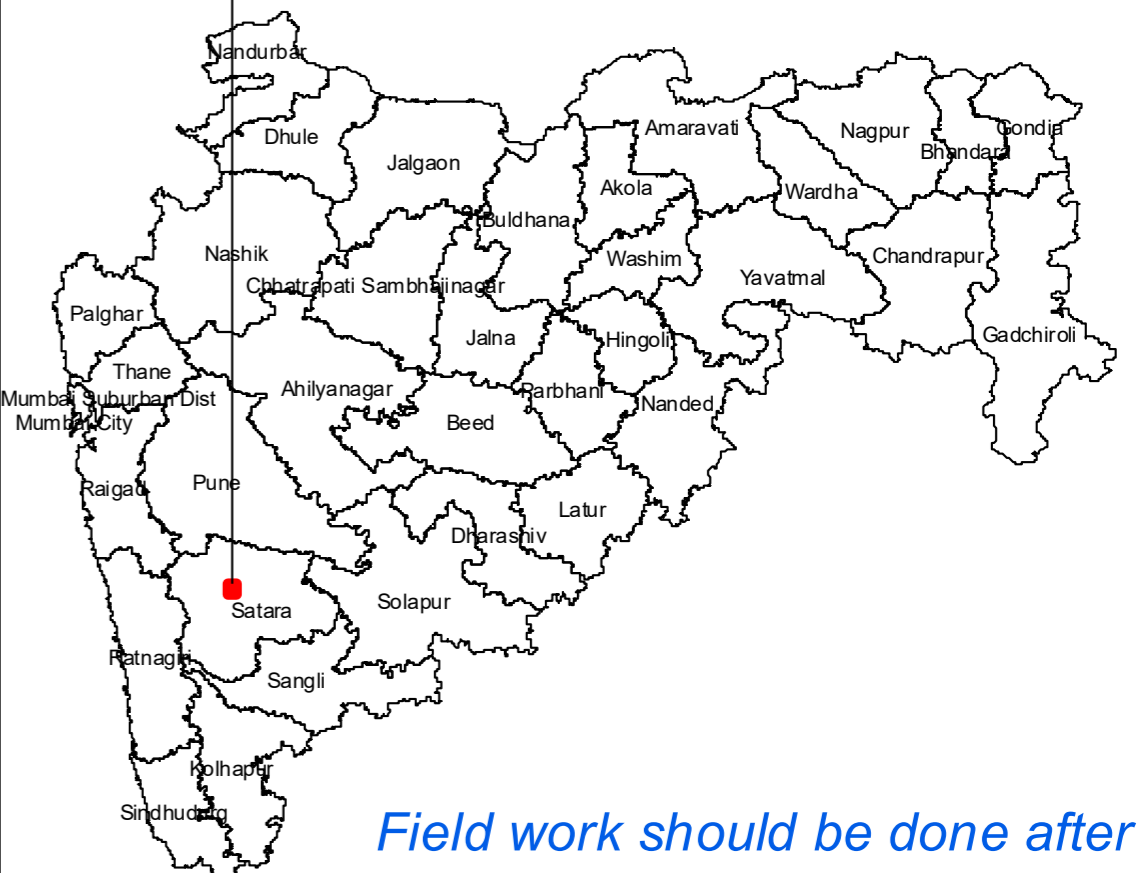 Nandurbar
Dhule
Jalgaon
Amaravati
Nagpur
Gondia
Bhandara
Akola
Wardha
Buldhana
Nashik
Washim
Chandrapur
Chhatrapati Sambhajinagar
Yavatmal
Palghar
Jalna
Hingoli
Gadchiroli
Thane
Ahilyanagar
Parbhani
Mumbai Suburban Dist
Nanded
Mumbai City
Beed
Raigad
Pune
Latur
Dharashiv
Solapur
Satara
Ratnagiri
Sangli
Kolhapur
Sindhudurg
Field work should be done after